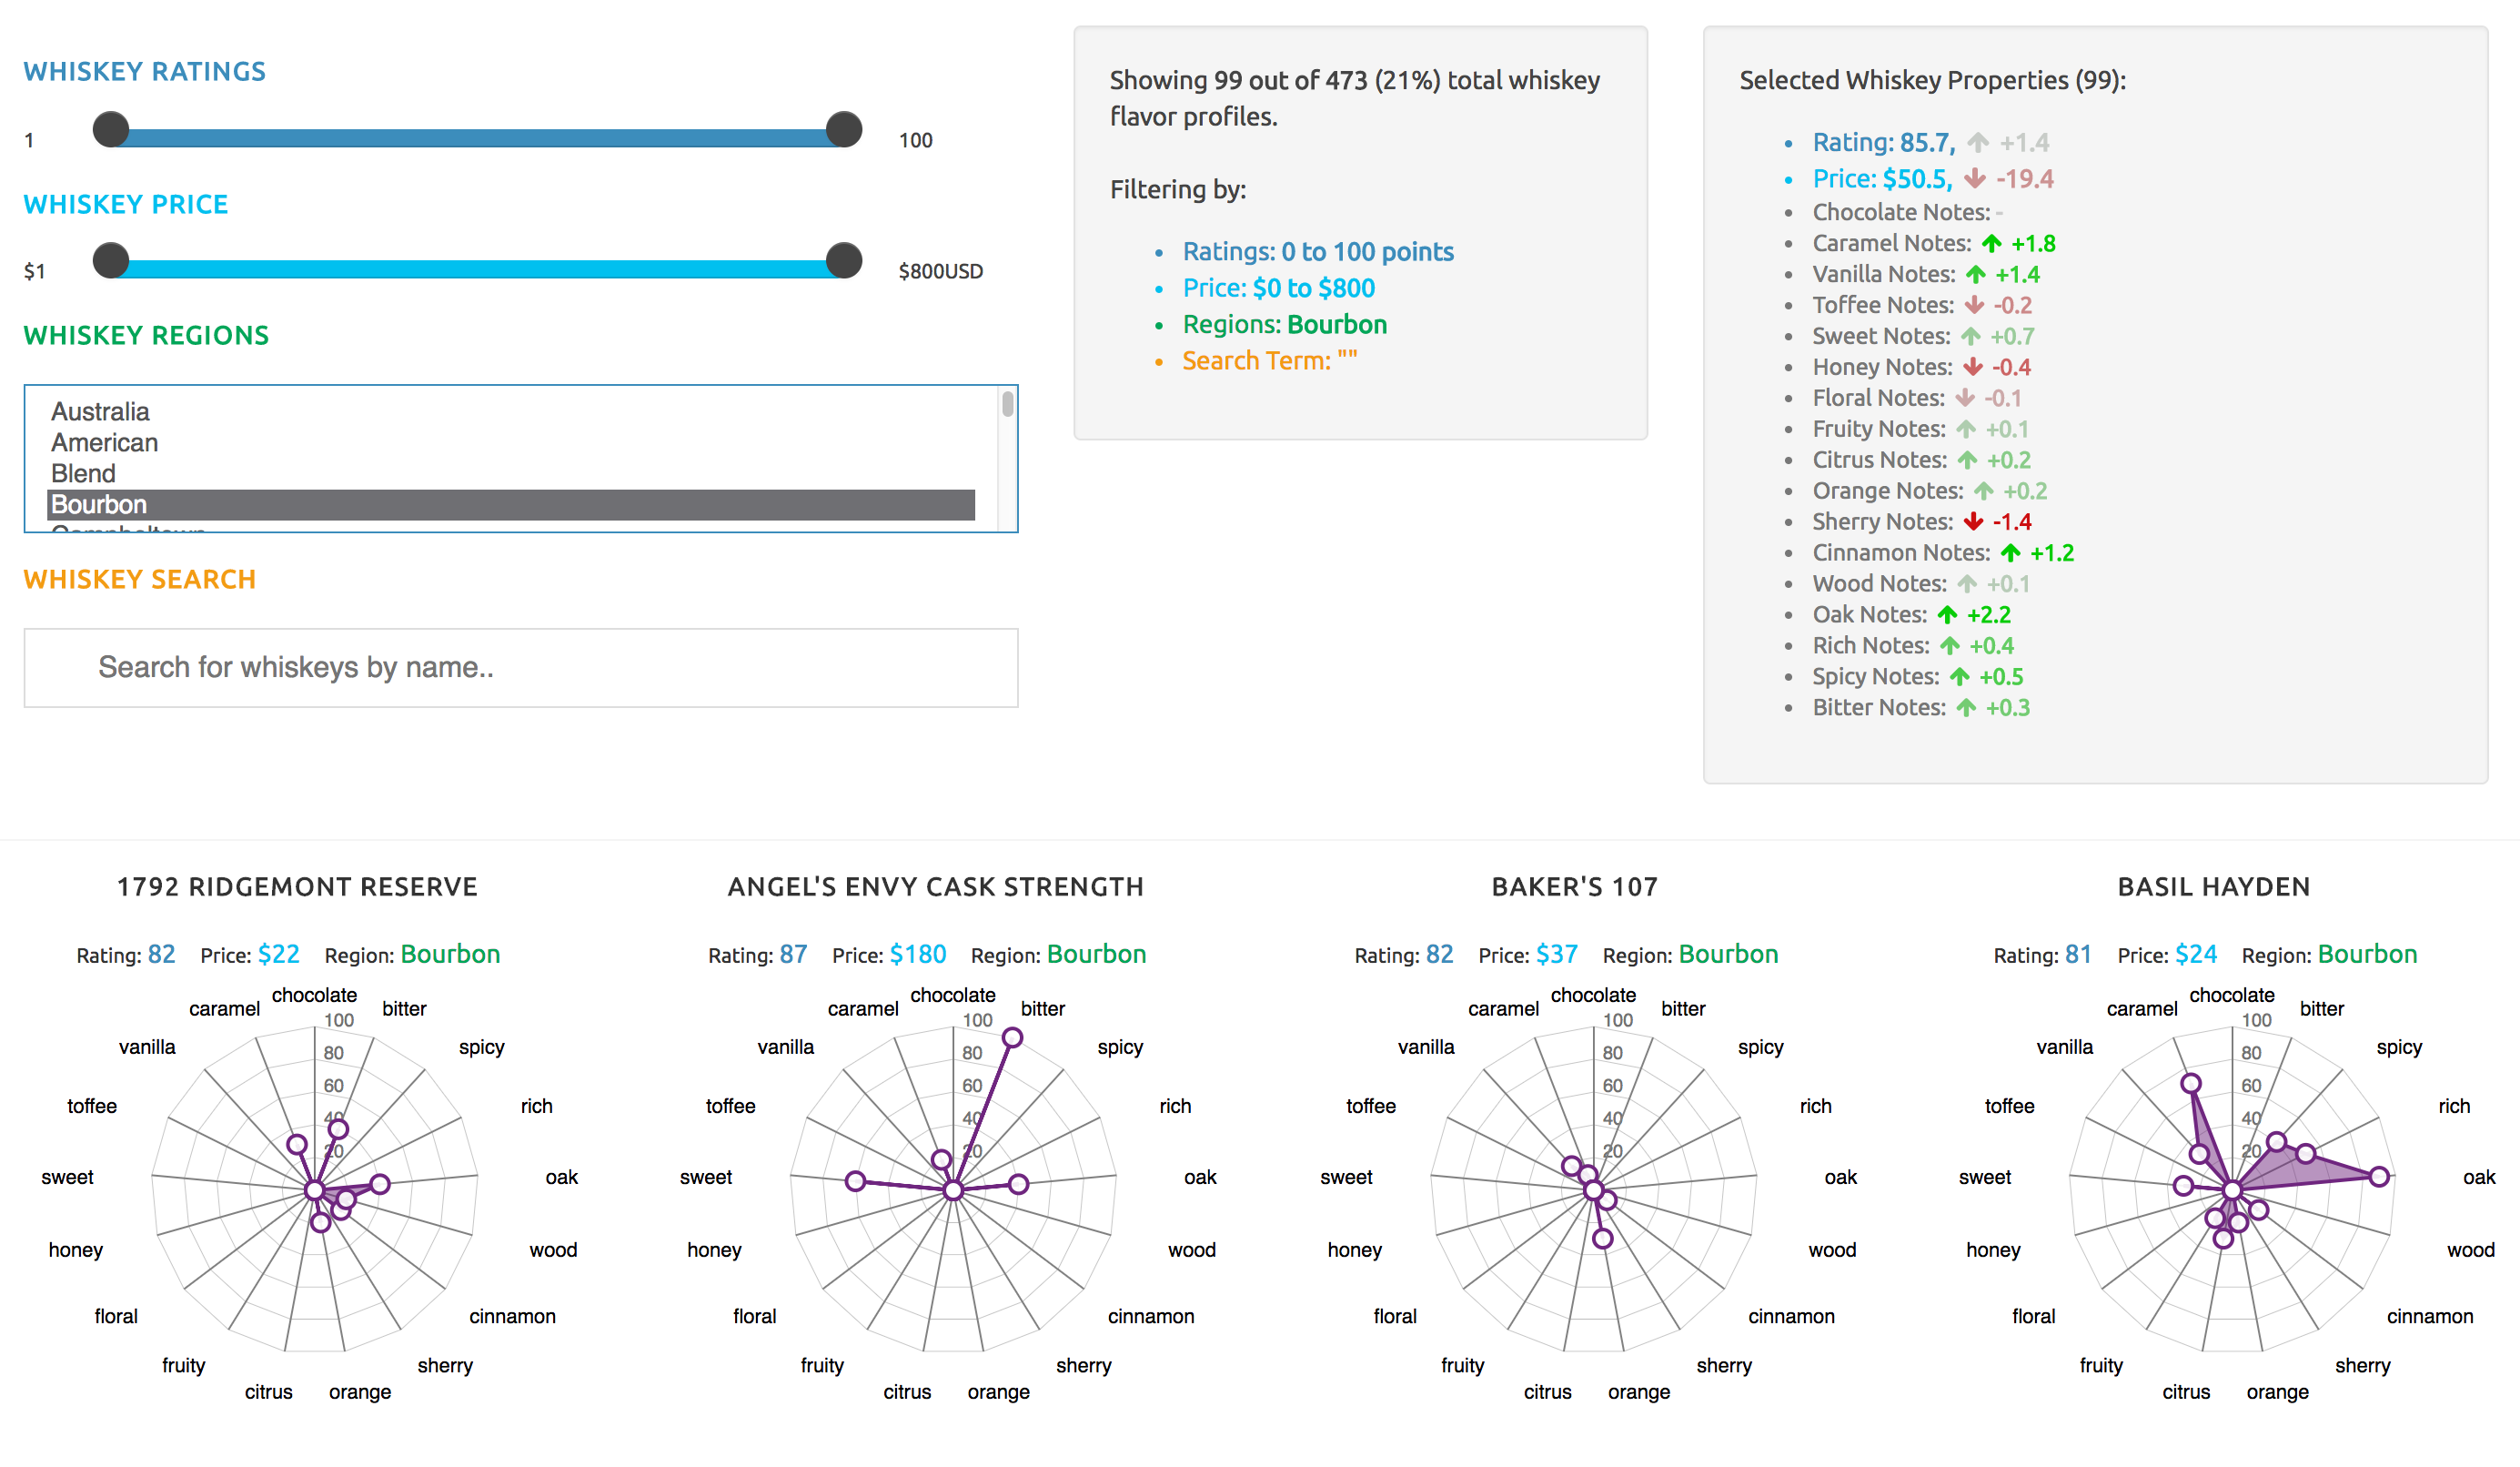 WHISKEY RATINGS
1
100
WHISKEY PRICE
$1
$800USD
WHISKEY REGIONS
Australia
American
Blend
Bourbon
WHISKEY SEARCH
Search for whiskeys by name..
Showing 99 out of 473 (21%) total whiskey
flavor profiles.
Filtering by:
Ratings: 0 to 100 points
Price: $0 to $800
Regions: Bourbon
Search Term: ""
Selected Whiskey Properties (99):
Rating: 85.7, +1.4
Price: $50.5, -19.4
Chocolate Notes: -
Caramel Notes: +1.8
Vanilla Notes: +1.4
Toffee Notes: -0.2
Sweet Notes: +0.7
Honey Notes: -0.4
Floral Notes: -0.1
Fruity Notes: +0.1
Citrus Notes: +0.2
Orange Notes: +0.2
Sherry Notes: -1.4
Cinnamon Notes: +1.2
Wood Notes: +0.1
Oak Notes: +2.2
Rich Notes: +0.4
Spicy Notes: +0.5
Bitter Notes: +0.3
1792 RIDGEMONT RESERVE
Rating: 82 Price: $22 Region: Bourbon
chocolate
caramel
bitter
100
vanilla
80
spicy
60
toffee
40
rich
20
sweet
oak
honey
wood
floral
cinnamon
fruity
sherry
citrus
orange
ANGEL'S ENVY CASK STRENGTH
Rating: 87 Price: $180 Region: Bourbon
chocolate
caramel
bitter
100
vanilla
80
spicy
60
toffee
40
rich
20
sweet
oak
honey
wood
floral
cinnamon
fruity
sherry
citrus
orange
BAKER'S 107
Rating: 82 Price: $37 Region: Bourbon
chocolate
caramel
bitter
100
vanilla
80
spicy
60
toffee
40
rich
20
sweet
oak
honey
wood
floral
cinnamon
fruity
sherry
citrus
orange
BASIL HAYDEN
Rating: 81 Price: $24 Region: Bourbon
chocolate
caramel
bitter
100
vanilla
80
spicy
60
toffee
40
rich
20
sweet
oak
honey
wood
floral
cinnamon
fruity
sherry
citrus
orange